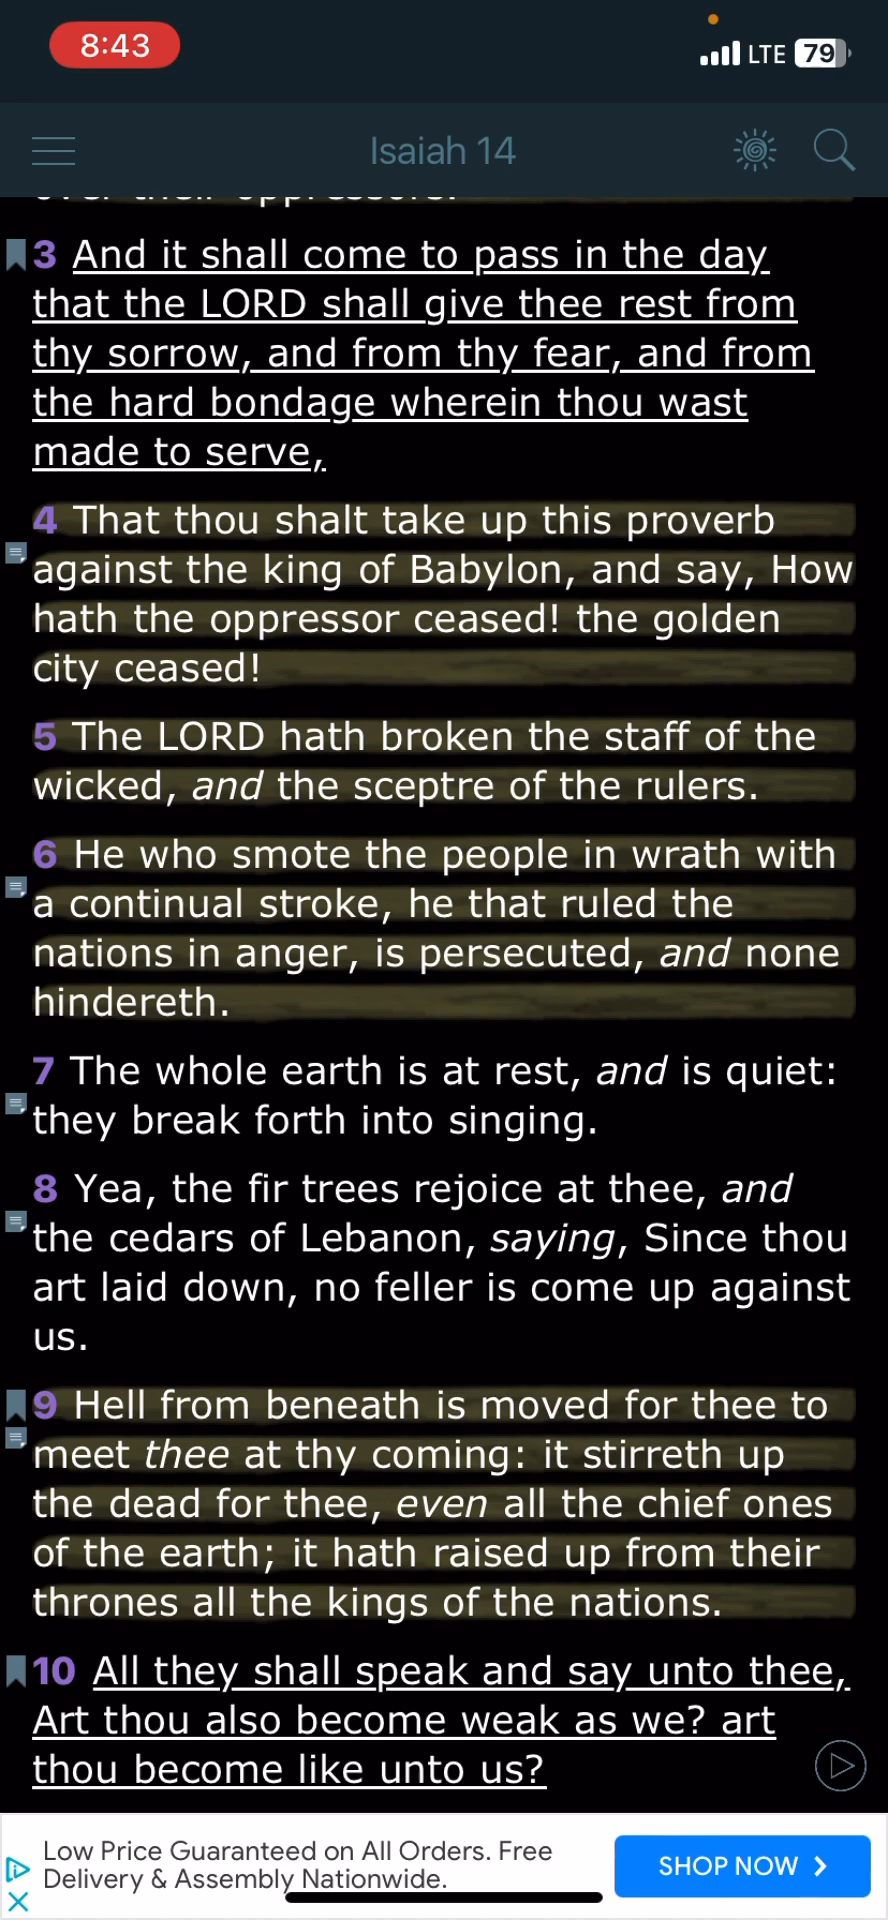 8:43
LTE 79
Isaiah 14
over their oppressors.
3 And it shall come to pass in the day
that the LORD shall give thee rest from
thy sorrow, and from thy fear, and from
the hard bondage wherein thou wast
made to serve,
4 That thou shalt take up this proverb
against the king of Babylon, and say, How
hath the oppressor ceased! the golden
city ceased!
5 The LORD hath broken the staff of the
wicked, and the sceptre of the rulers.
6 He who smote the people in wrath with
a continual stroke, he that ruled the
nations in anger, is persecuted, and none
hindereth.
7 The whole earth is at rest, and is quiet:
they break forth into singing.
8 Yea, the fir trees rejoice at thee, and
the cedars of Lebanon, saying, Since thou
art laid down, no feller is come up against
us.
9 Hell from beneath is moved for thee to
meet thee at thy coming: it stirreth up
the dead for thee, even all the chief ones
of the earth; it hath raised up from their
thrones all the kings of the nations.
10 All they shall speak and say unto thee,
Art thou also become weak as we? art
thou become like unto us?
Low Price Guaranteed on All Orders. Free
Delivery & Assembly Nationwide.
SHOP NOW